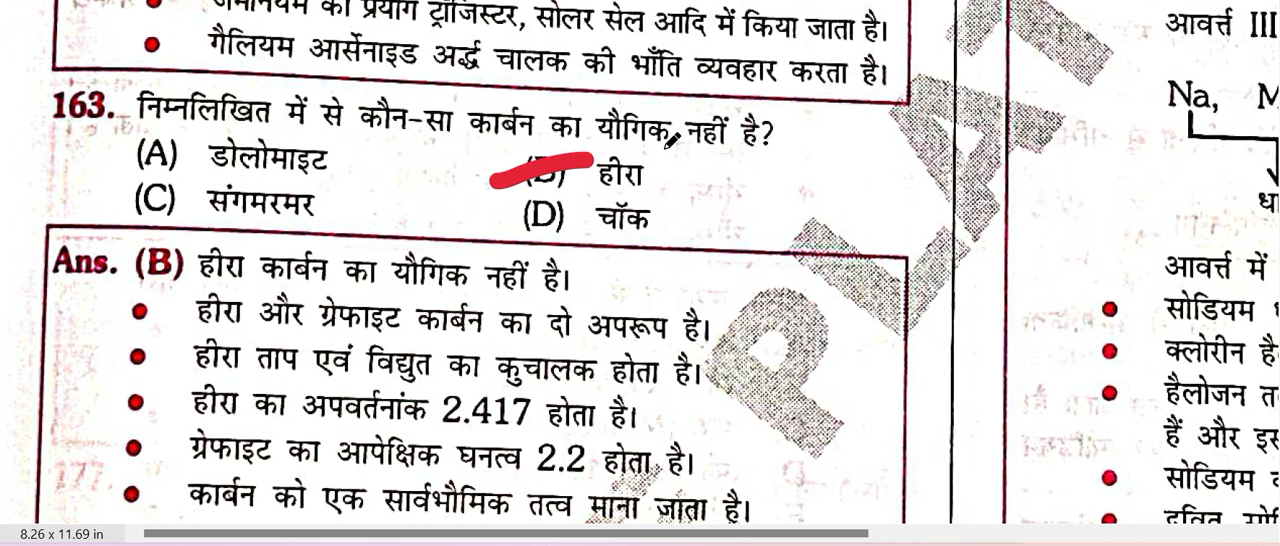 जर्मेनियम का प्रयोग ट्रांजिस्टर, सोलर सेल आदि में किया जाता है।
गैलियम आर्सेनाइड अर्द्ध चालक की भाँति व्यवहार करता है।
163. निम्नलिखित में से कौन-सा कार्बन का यौगिक नहीं है?
(A) डोलोमाइट (B) हीरा
(C) संगमरमर (D) चॉक
Ans. (B) हीरा कार्बन का यौगिक नहीं है।
हीरा और ग्रेफाइट कार्बन का दो अपरूप है।
हीरा ताप एवं विद्युत का कुचालक होता है।
हीरा का अपवर्तनांक 2.417 होता है।
ग्रेफाइट का आपेक्षिक घनत्व 2.2 होता है।
कार्बन को एक सार्वभौमिक तत्व माना जाता है।
आवर्त्त III
Na,
आवर्त्त में
सोडियम
क्लोरीन है
हैलोजन
हैं और
सोडियम
8.26 x 11.69 in